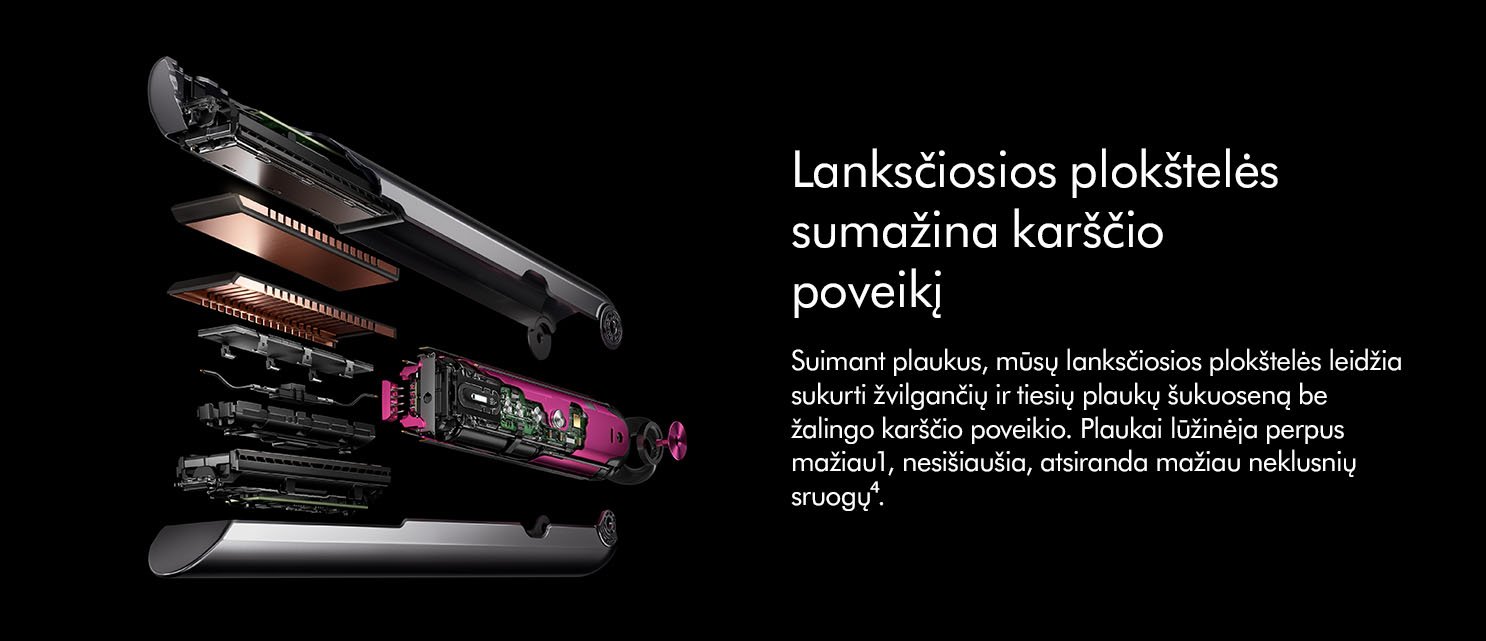 Lanksčiosios plokštelės
sumažina karščio
poveikį
Suimant plaukus, mūsų lanksčiosios plokštelės leidžia
sukurti žvilgančių ir tiesių plaukų šukuoseną be
žalingo karščio poveikio. Plaukai lūžinėja perpus
mažiau1, nesišiaušia, atsiranda mažiau neklusnių
sruogų⁴.